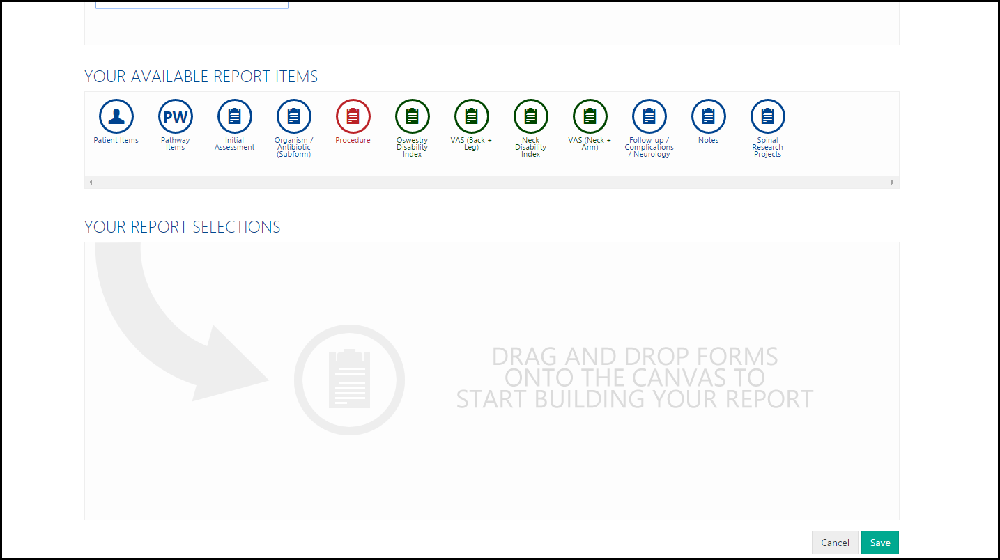 YOUR AVAILABLE REPORT ITEMS
PW
Patient Items
Pathway
Items
Initial
Assessment
Organism /
Antibiotic
(Subform)
Procedure
Oswestry
Disability
Index
VAS (Back +
Leg)
Neck
Disability
Index
VAS (Neck +
Arm)
Follow-up /
Complications
/ Neurology
Notes
Spinal
Research
Projects
YOUR REPORT SELECTIONS
DRAG AND DROP FORMS
ONTO THE CANVAS TO
START BUILDING YOUR REPORT
Cancel
Save